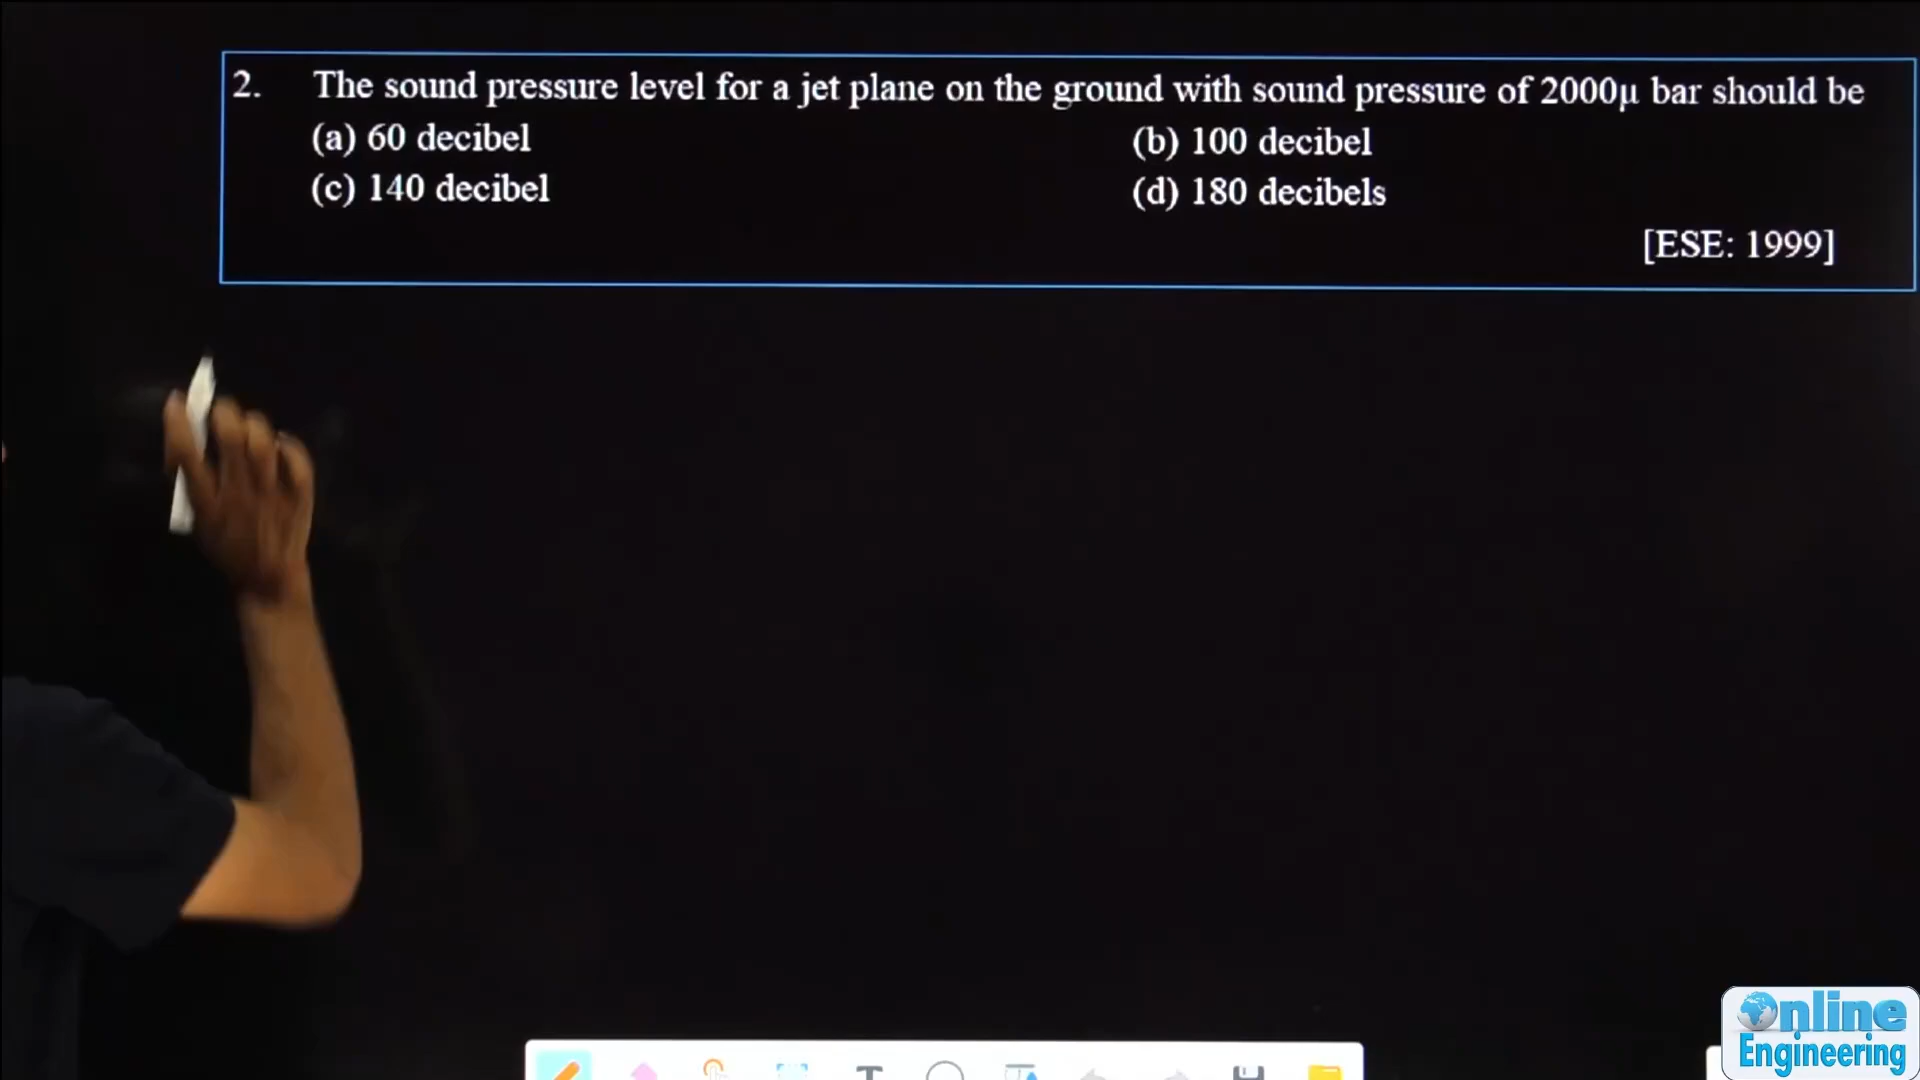 2. The sound pressure level for a jet plane on the ground with sound pressure of 2000μ bar should be
(a) 60 decibel (b) 100 decibel
(c) 140 decibel (d) 180 decibels
[ESE: 1999]
T
Online
Engineering